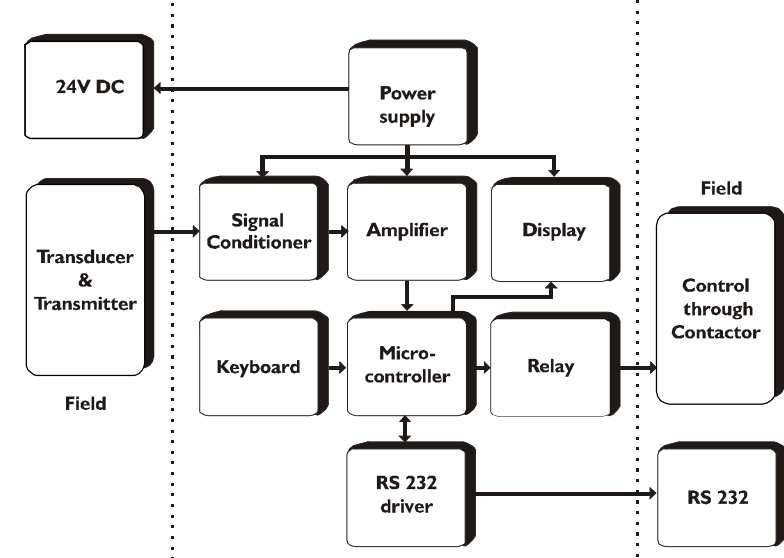 24V DC
Power
supply
Field
Signal
Conditioner
Amplifier
Display
Transducer
&
Transmitter
Control
through
Contactor
Keyboard
Micro-
controller
Relay
Field
RS 232
driver
RS 232